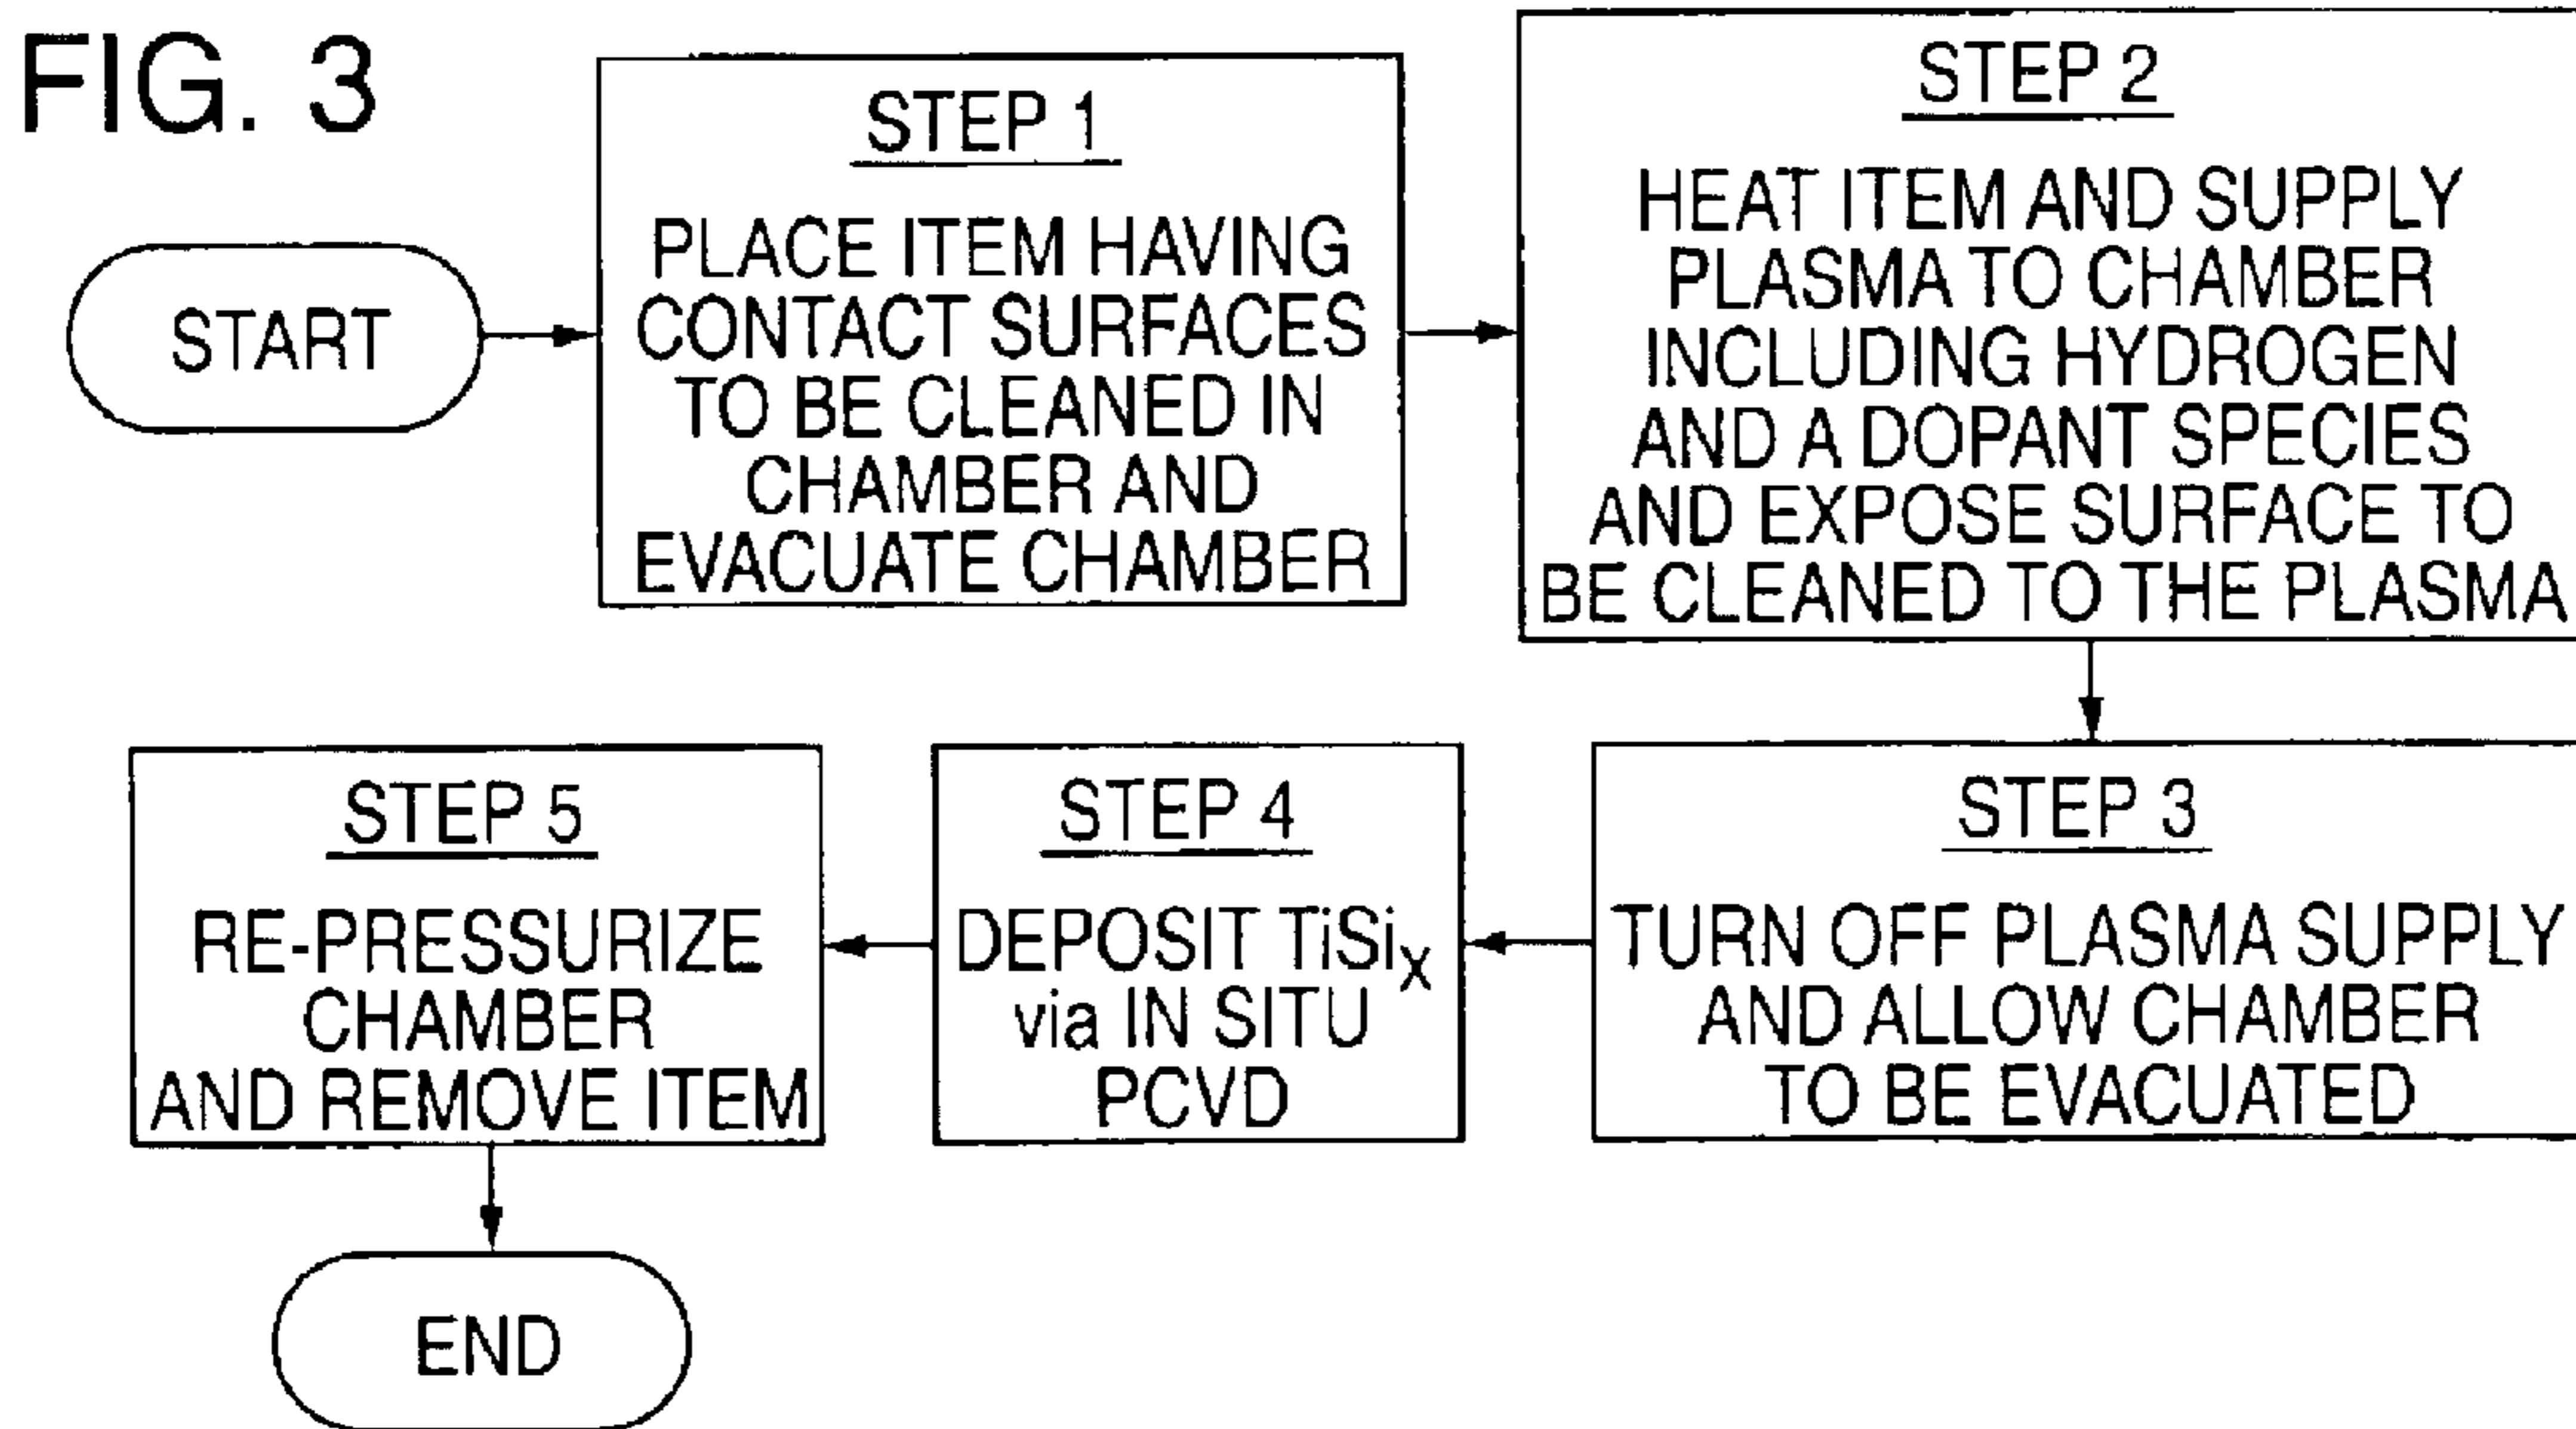 FIG. 3
START
STEP 1
PLACE ITEM HAVING
CONTACT SURFACES
TO BE CLEANED IN
CHAMBER AND
EVACUATE CHAMBER
STEP 2
HEAT ITEM AND SUPPLY
PLASMA TO CHAMBER
INCLUDING HYDROGEN
AND A DOPANT SPECIES
AND EXPOSE SURFACE TO
BE CLEANED TO THE PLASMA
STEP 3
TURN OFF PLASMA SUPPLY
AND ALLOW CHAMBER
TO BE EVACUATED
STEP 4
DEPOSIT TiSiX
via IN SITU
PCVD
STEP 5
RE-PRESSURIZE
CHAMBER
AND REMOVE ITEM
END